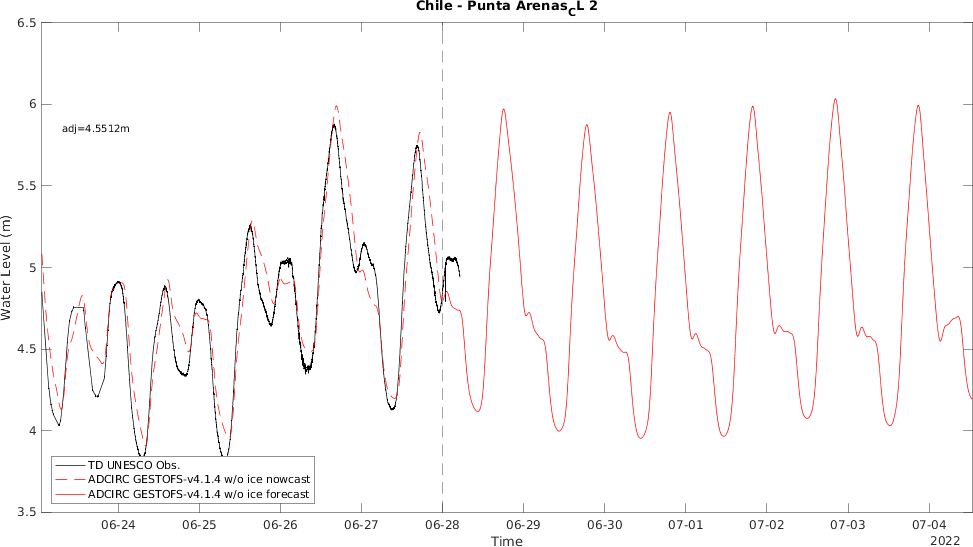 Chile - Punta Arenas_CL 2
6.5
6
5.5
5
4.5
4
3.5
Water Level (m)
adj=4.5512m
TD UNESCO Obs.
ADCIRC GESTOFS-v4.1.4 w/o ice nowcast
ADCIRC GESTOFS-v4.1.4 w/o ice forecast
06-24 06-25 06-26 06-27 06-28 06-29 06-30 07-01 07-02 07-03 07-04
Time
2022